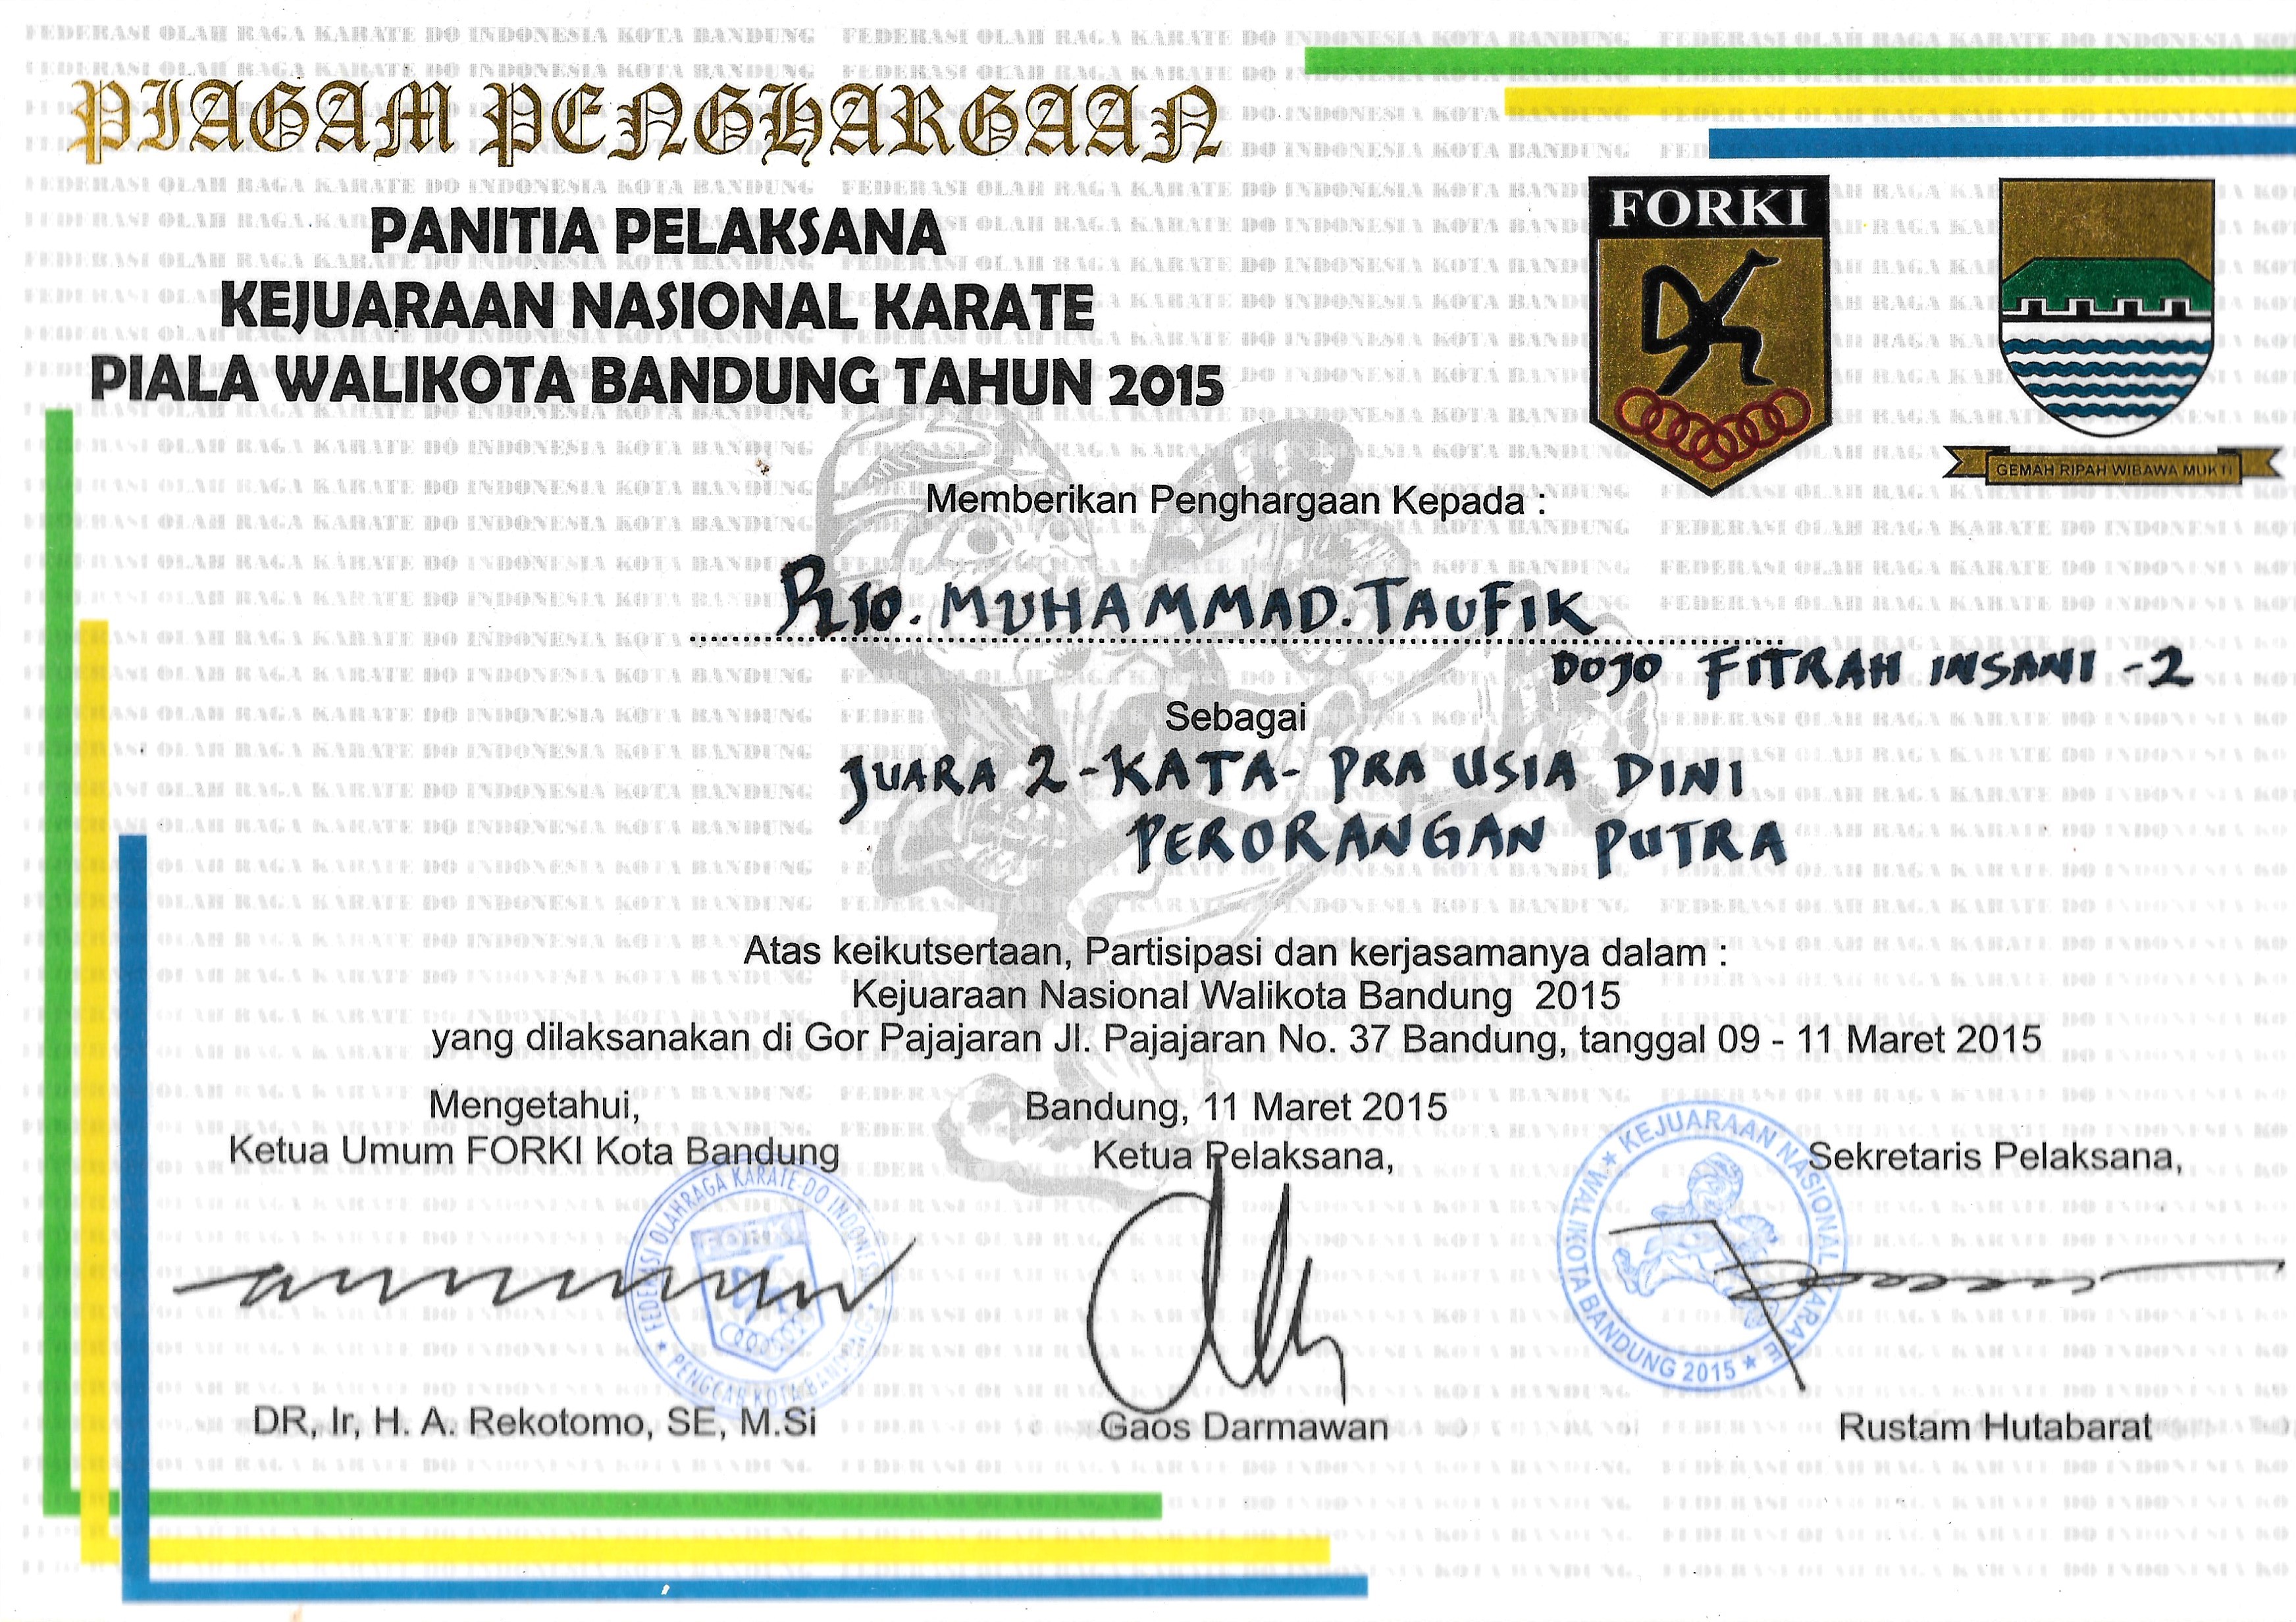 PIAGAM PENGHARGAAN
PANITIA PELAKSANA
KEJUARAAN NASIONAL KARATE
PIALA WALIKOTA BANDUNG TAHUN 2015
FORKI
GEMAH RIPAH WIBAWA MUKTI
Memberikan Penghargaan Kepada :
RIO. MUHAMMAD. TAUFIK
DOJO FITRAH INSANI -2
Sebagai
JUARA 2 -KATA- PRA USIA DINI
PERORANGAN PUTRA
Atas keikutsertaan, Partisipasi dan kerjasamanya dalam :
Kejuaraan Nasional Walikota Bandung 2015
yang dilaksanakan di Gor Pajajaran Jl. Pajajaran No. 37 Bandung, tanggal 09 - 11 Maret 2015
Mengetahui,
Ketua Umum FORKI Kota Bandung
Bandung, 11 Maret 2015
Ketua Pelaksana,
Sekretaris Pelaksana,
FEDERASI OLAHRAGA KARATE-DO INDONESIA
FORKI
PENGCAB KOTA BANDUNG
KEJUARAAN NASIONAL KARATE
WALIKOTA BANDUNG 2015
DR, Ir, H. A. Rekotomo, SE, M.Si
Gaos Darmawan
Rustam Hutabarat
FEDERASI OLAH RAGA KARATE DO INDONESIA KOTA BANDUNG